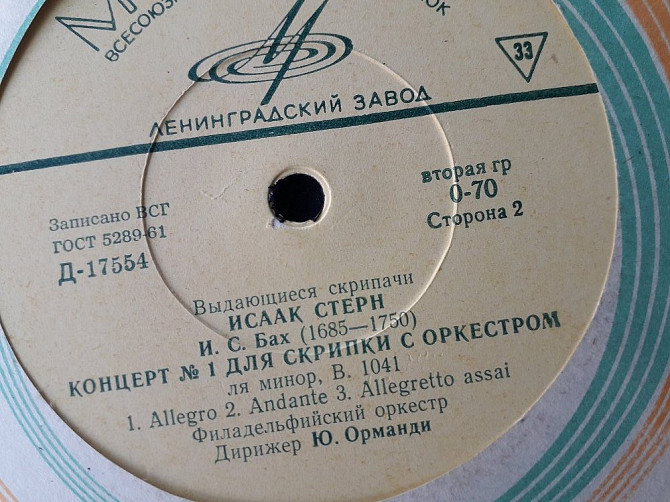 ВСЕСОЮЗ
ОК
33
ЛЕНИНГРАДСКИЙ ЗАВОД
Записано ВСГ
ГОСТ 5289-61
Д-17554
вторая гр
0-70
Сторона 2
Выдающиеся скрипачи
ИСААК СТЕРН
И. С. Бах (1685—1750)
КОНЦЕРТ № 1 ДЛЯ СКРИПКИ С ОРКЕСТРОМ
ля минор, В. 1041
1. Allegro 2. Andante 3. Allegretto assai
Филадельфийский оркестр
Дирижер Ю. Орманди